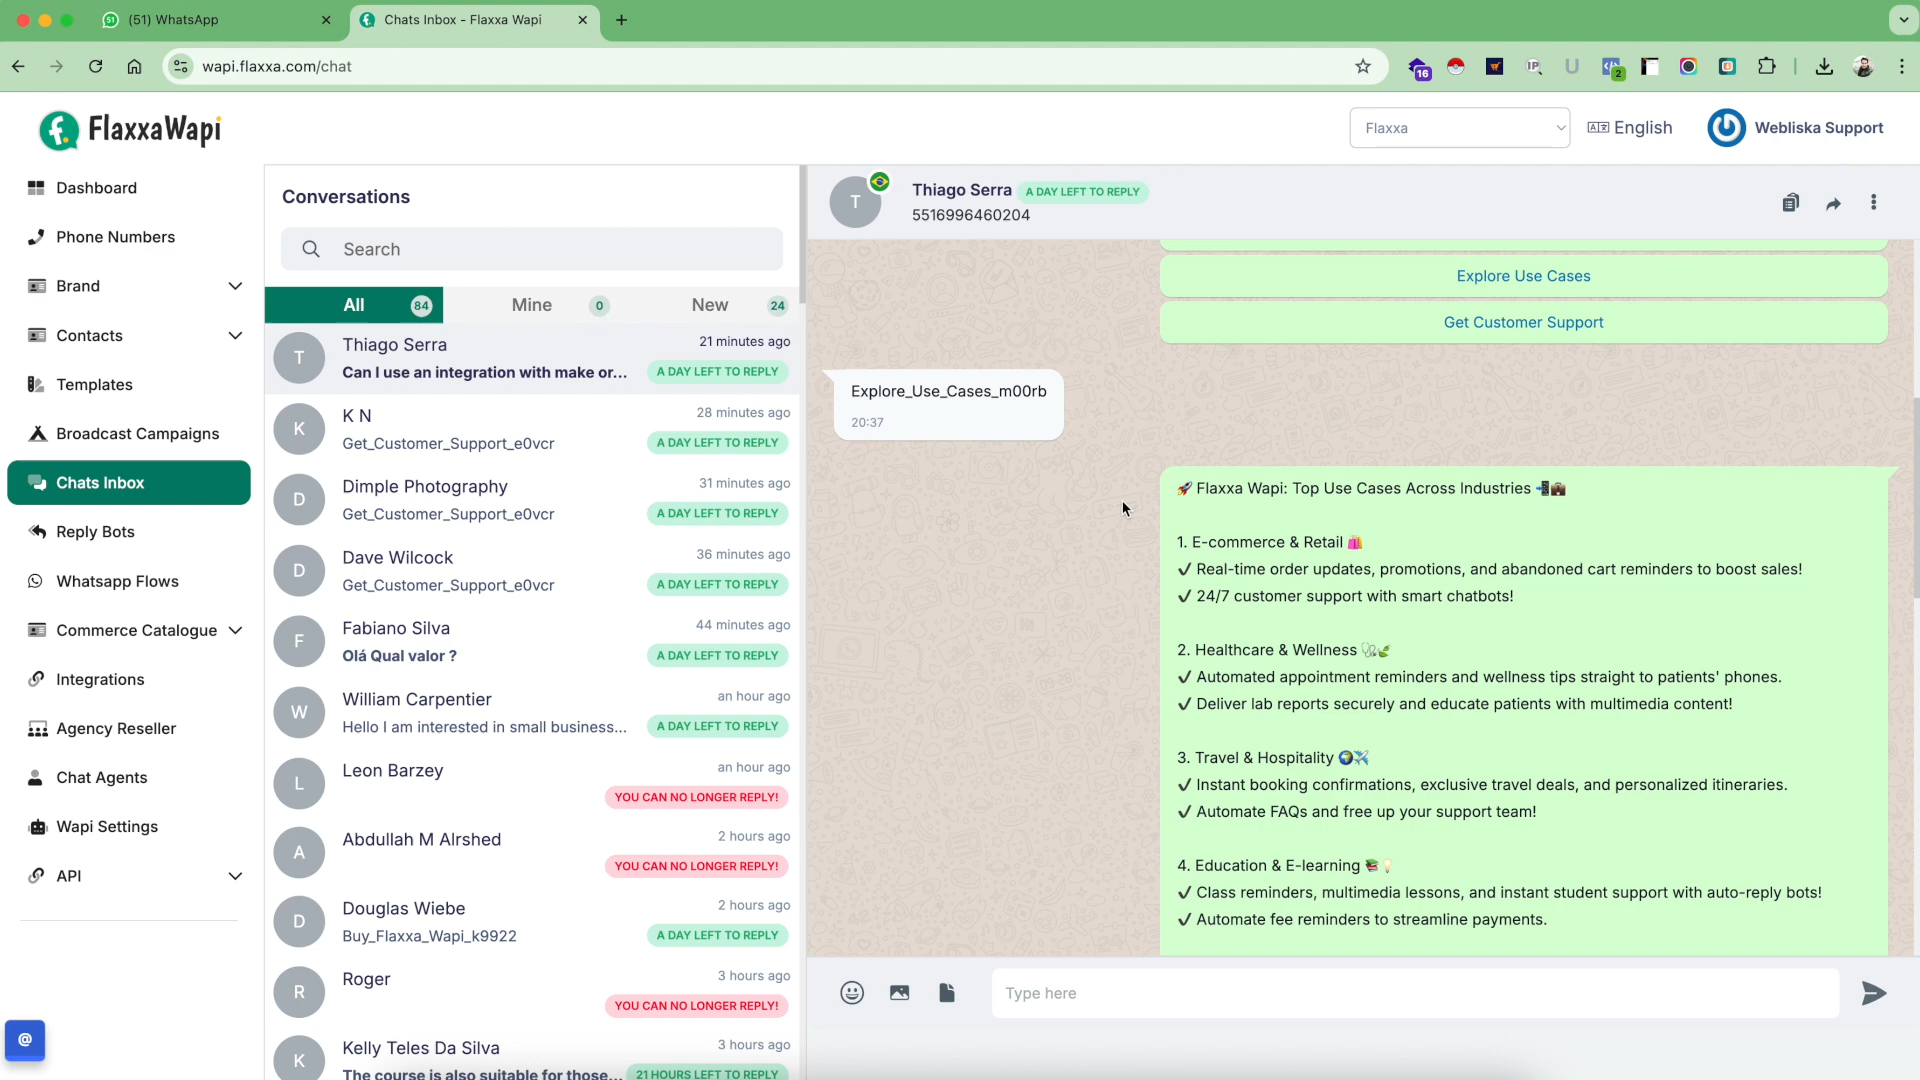 (51) WhatsApp
Chats Inbox - Flaxxa Wapi
wapi.flaxxa.com/chat
16
IP
2
FlaxxaWapi
Flaxxa
English
Webliska Support
Dashboard
Phone Numbers
Brand
Contacts
Templates
Broadcast Campaigns
Chats Inbox
Reply Bots
Whatsapp Flows
Commerce Catalogue
Integrations
Agency Reseller
Chat Agents
Wapi Settings
API
@
Conversations
Search
All 84
Mine 0
New 24
T
Thiago Serra
21 minutes ago
Can I use an integration with make or...
A DAY LEFT TO REPLY
K
K N
28 minutes ago
Get_Customer_Support_e0vcr
A DAY LEFT TO REPLY
D
Dimple Photography
31 minutes ago
Get_Customer_Support_e0vcr
A DAY LEFT TO REPLY
D
Dave Wilcock
36 minutes ago
Get_Customer_Support_e0vcr
A DAY LEFT TO REPLY
F
Fabiano Silva
44 minutes ago
Olá Qual valor ?
A DAY LEFT TO REPLY
W
William Carpentier
an hour ago
Hello I am interested in small business...
A DAY LEFT TO REPLY
L
Leon Barzey
an hour ago
YOU CAN NO LONGER REPLY!
A
Abdullah M Alrshed
2 hours ago
YOU CAN NO LONGER REPLY!
D
Douglas Wiebe
2 hours ago
Buy_Flaxxa_Wapi_k9922
A DAY LEFT TO REPLY
R
Roger
3 hours ago
YOU CAN NO LONGER REPLY!
K
Kelly Teles Da Silva
3 hours ago
The course is also suitable for those...
21 HOURS LEFT TO REPLY
T
Thiago Serra
A DAY LEFT TO REPLY
5516996460204
Explore Use Cases
Get Customer Support
Explore_Use_Cases_m00rb
20:37
🚀 Flaxxa Wapi: Top Use Cases Across Industries 📲💼
1. E-commerce & Retail 🛍️
✔ Real-time order updates, promotions, and abandoned cart reminders to boost sales!
✔ 24/7 customer support with smart chatbots!
2. Healthcare & Wellness 🩺🌿
✔ Automated appointment reminders and wellness tips straight to patients' phones.
✔ Deliver lab reports securely and educate patients with multimedia content!
3. Travel & Hospitality 🌍✈️
✔ Instant booking confirmations, exclusive travel deals, and personalized itineraries.
✔ Automate FAQs and free up your support team!
4. Education & E-learning 📚💡
✔ Class reminders, multimedia lessons, and instant student support with auto-reply bots!
✔ Automate fee reminders to streamline payments.
Type here